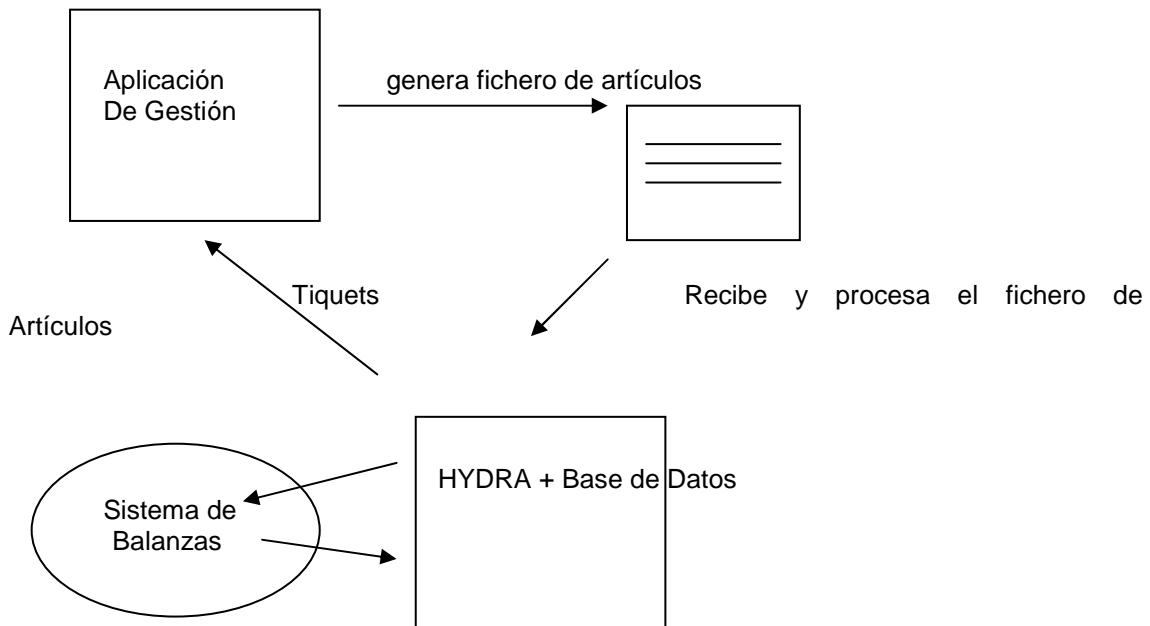 Aplicación
De Gestión
genera fichero de artículos
Tiquets
Recibe y procesa el fichero de
Artículos
HYDRA + Base de Datos
Sistema de
Balanzas